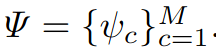 Ψ = {ψ_c}_{c=1}^{M}.